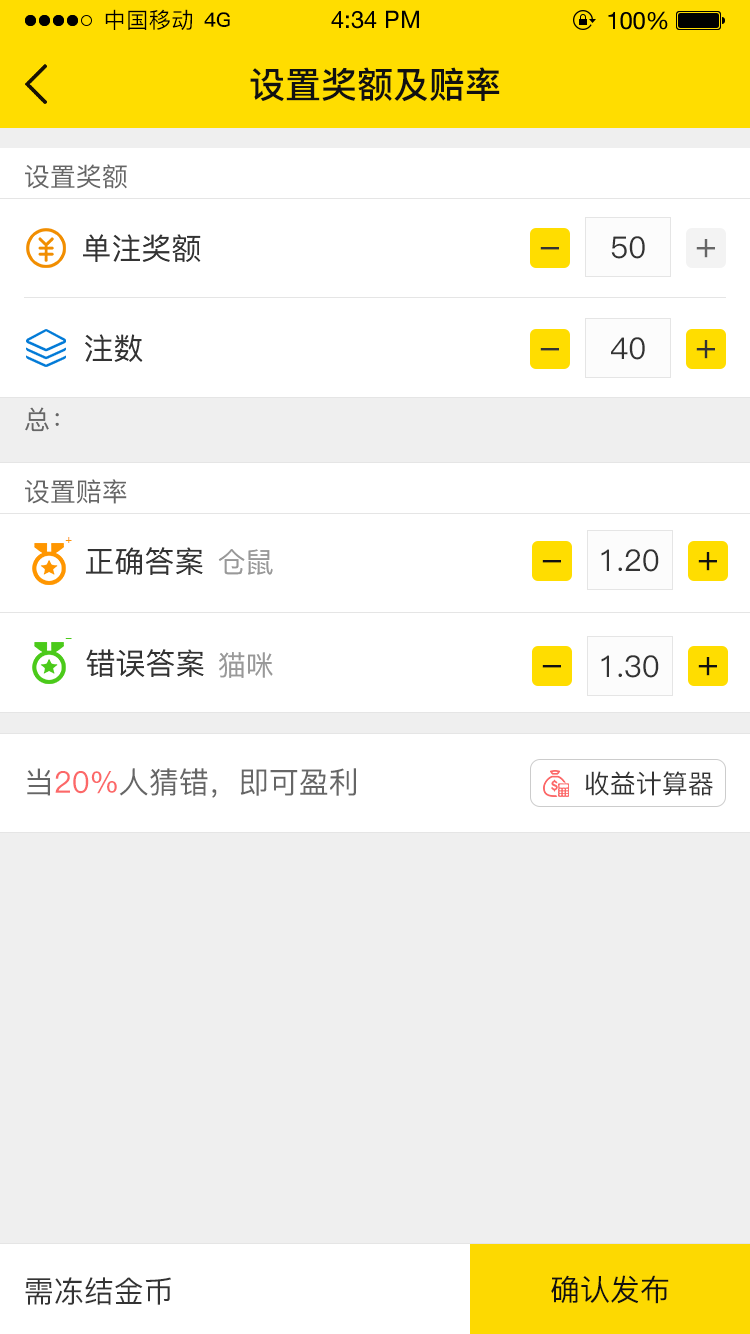 中国移动 4G 4:34 PM 100%
设置奖额及赔率
设置奖额
单注奖额 50
注数 40
总：
设置赔率
正确答案 仓鼠 1.20
错误答案 猫咪 1.30
当20%人猜错，即可盈利 收益计算器
需冻结金币 确认发布